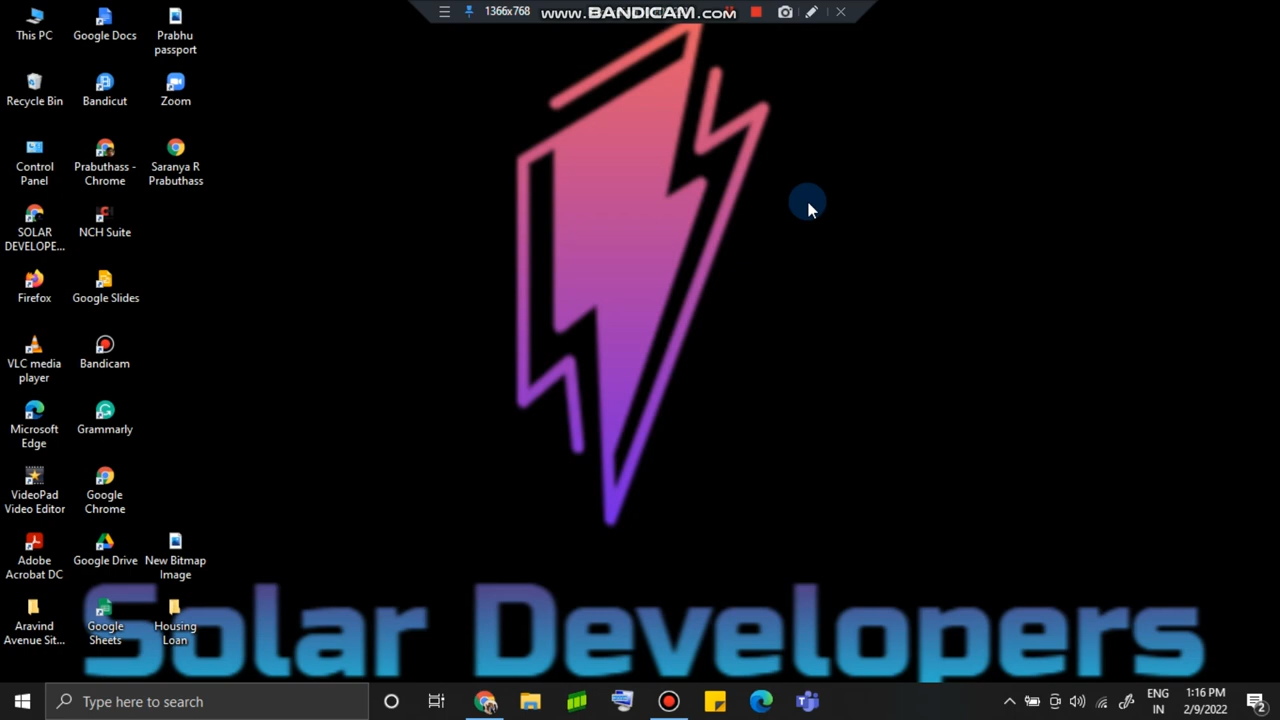 1366x768
www.BANDICAM.com
This PC
Google Docs
Prabhu
passport
Recycle Bin
Bandicut
Zoom
Control
Panel
Prabuthass -
Chrome
Saranya R
Prabuthass
SOLAR
DEVELOPE...
NCH Suite
Firefox
Google Slides
VLC media
player
Bandicam
Microsoft
Edge
Grammarly
VideoPad
Video Editor
Google
Chrome
Adobe
Acrobat DC
Google Drive
New Bitmap
Image
Aravind
Avenue Sit...
Google
Sheets
Housing
Loan
Solar Developers
Type here to search
ENG
IN
1:16 PM
2/9/2022
2